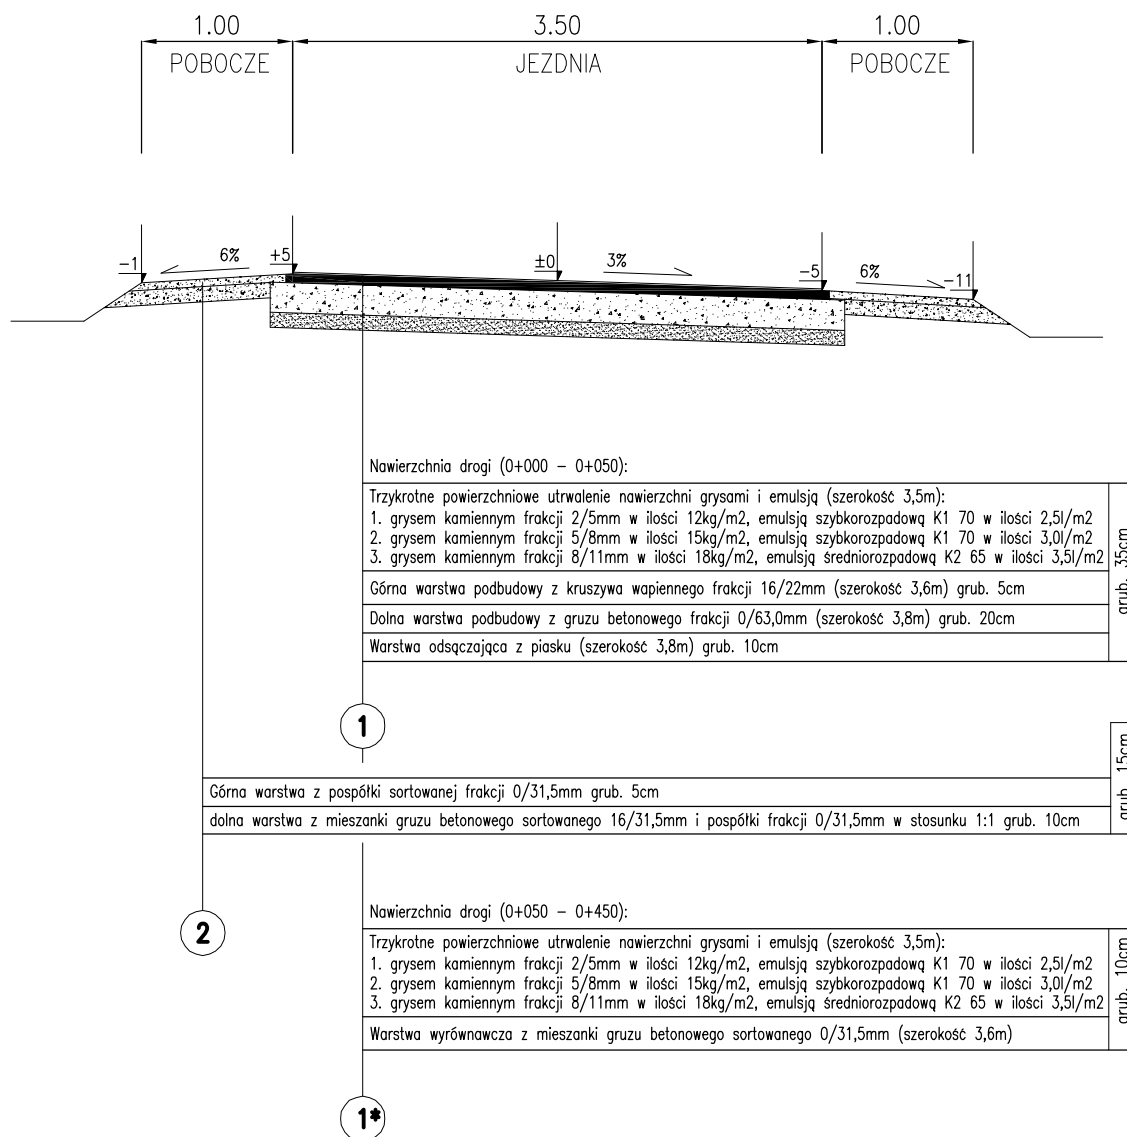 1.00 3.50 1.00
POBOCZE JEZDNIA POBOCZE
-1 6% +5 ±0 3% -5 6% -11
Nawierzchnia drogi (0+000 - 0+050):
Trzykrotne powierzchniowe utrwalenie nawierzchni grysami i emulsją (szerokość 3,5m):
1. grysem kamiennym frakcji 2/5mm w ilości 12kg/m2, emulsją szybkorozpadową K1 70 w ilości 2,5l/m2
2. grysem kamiennym frakcji 5/8mm w ilości 15kg/m2, emulsją szybkorozpadową K1 70 w ilości 3,0l/m2
3. grysem kamiennym frakcji 8/11mm w ilości 18kg/m2, emulsją średniorozpadową K2 65 w ilości 3,5l/m2
Górna warstwa podbudowy z kruszywa wapiennego frakcji 16/22mm (szerokość 3,6m) grub. 5cm
Dolna warstwa podbudowy z gruzu betonowego frakcji 0/63,0mm (szerokość 3,8m) grub. 20cm
Warstwa odsączająca z piasku (szerokość 3,8m) grub. 10cm
grub. 35cm
1
Górna warstwa z pospółki sortowanej frakcji 0/31,5mm grub. 5cm
dolna warstwa z mieszanki gruzu betonowego sortowanego 16/31,5mm i pospółki frakcji 0/31,5mm w stosunku 1:1 grub. 10cm
grub. 15cm
2
Nawierzchnia drogi (0+050 - 0+450):
Trzykrotne powierzchniowe utrwalenie nawierzchni grysami i emulsją (szerokość 3,5m):
1. grysem kamiennym frakcji 2/5mm w ilości 12kg/m2, emulsją szybkorozpadową K1 70 w ilości 2,5l/m2
2. grysem kamiennym frakcji 5/8mm w ilości 15kg/m2, emulsją szybkorozpadową K1 70 w ilości 3,0l/m2
3. grysem kamiennym frakcji 8/11mm w ilości 18kg/m2, emulsją średniorozpadową K2 65 w ilości 3,5l/m2
Warstwa wyrównawcza z mieszanki gruzu betonowego sortowanego 0/31,5mm (szerokość 3,6m)
grub. 10cm
1*